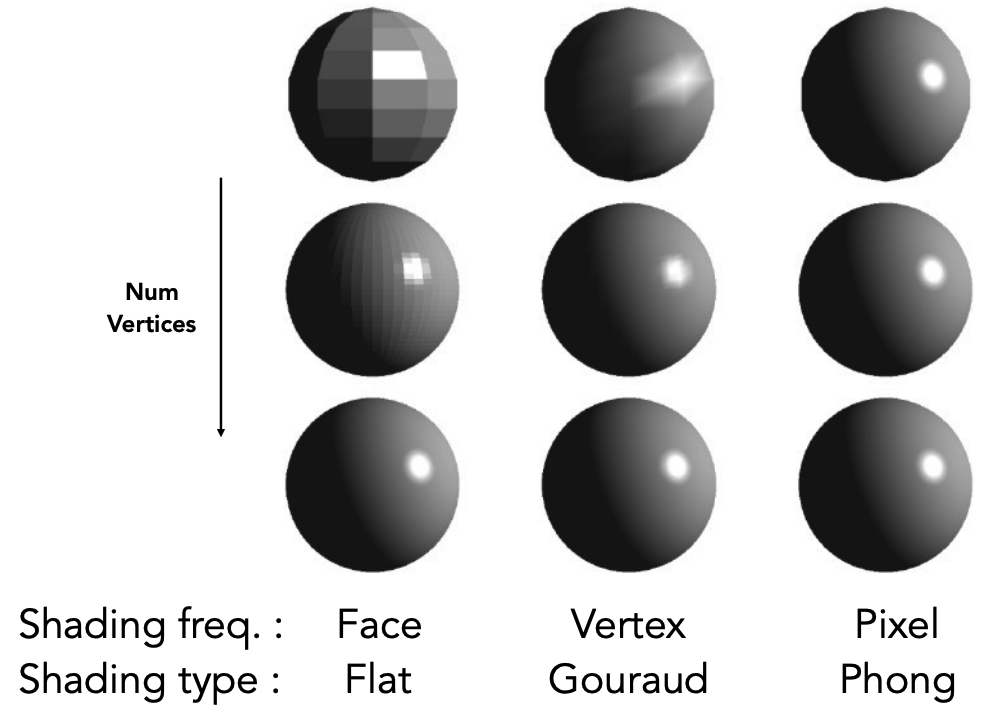 Num
Vertices
Shading freq. : Face Vertex Pixel
Shading type : Flat Gouraud Phong